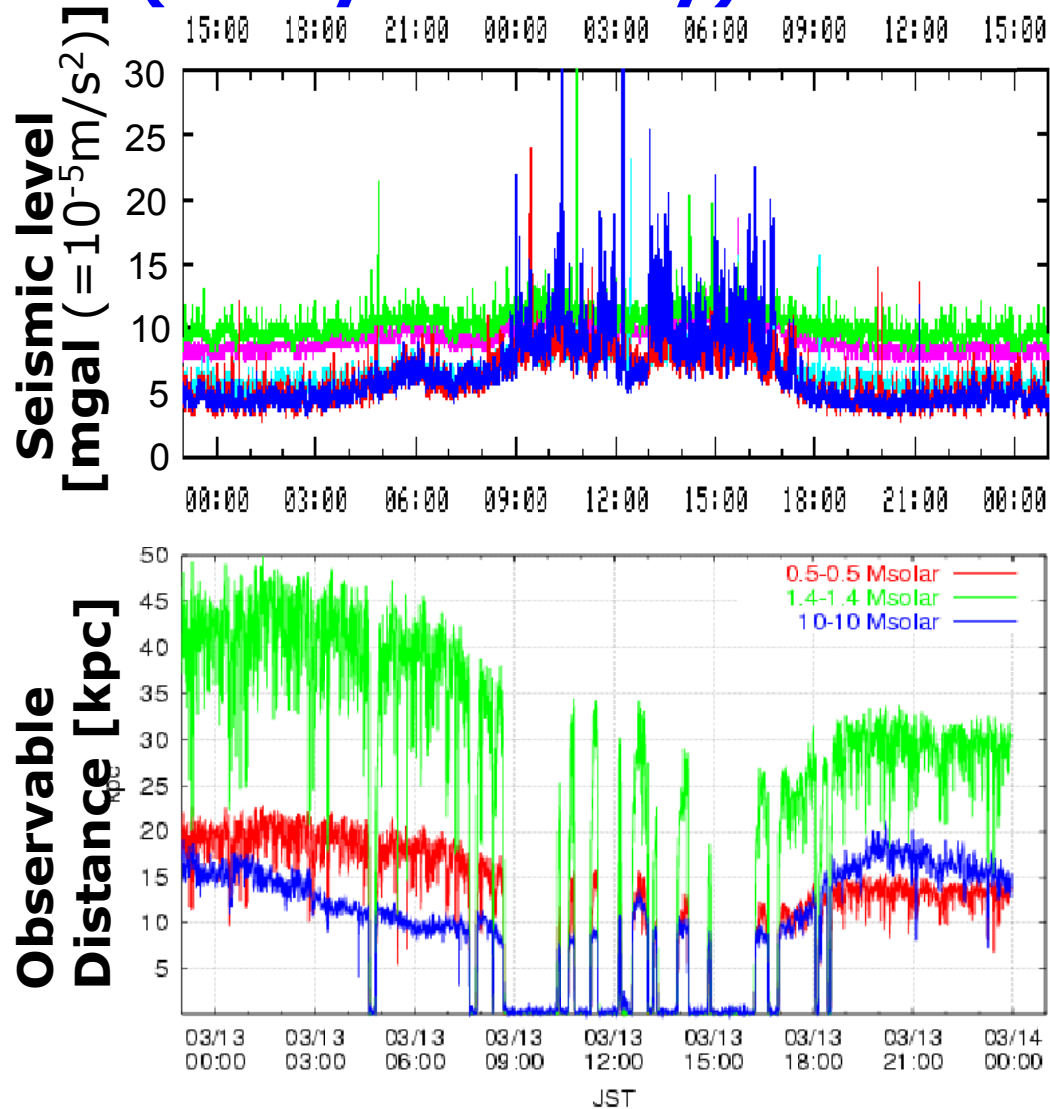 15:00 18:00 21:00 00:00 03:00 06:00 09:00 12:00 15:00
Seismic level
[mgal (=10⁻⁵m/s²)]
30
25
20
15
10
5
0
00:00 03:00 06:00 09:00 12:00 15:00 18:00 21:00 00:00
Observable
Distance [kpc]
kpc
50
45
40
35
30
25
20
15
10
5
0.5-0.5 Msolar
1.4-1.4 Msolar
10-10 Msolar
03/13 03/13 03/13 03/13 03/13 03/13 03/13 03/13 03/14
00:00 03:00 06:00 09:00 12:00 15:00 18:00 21:00 00:00
JST